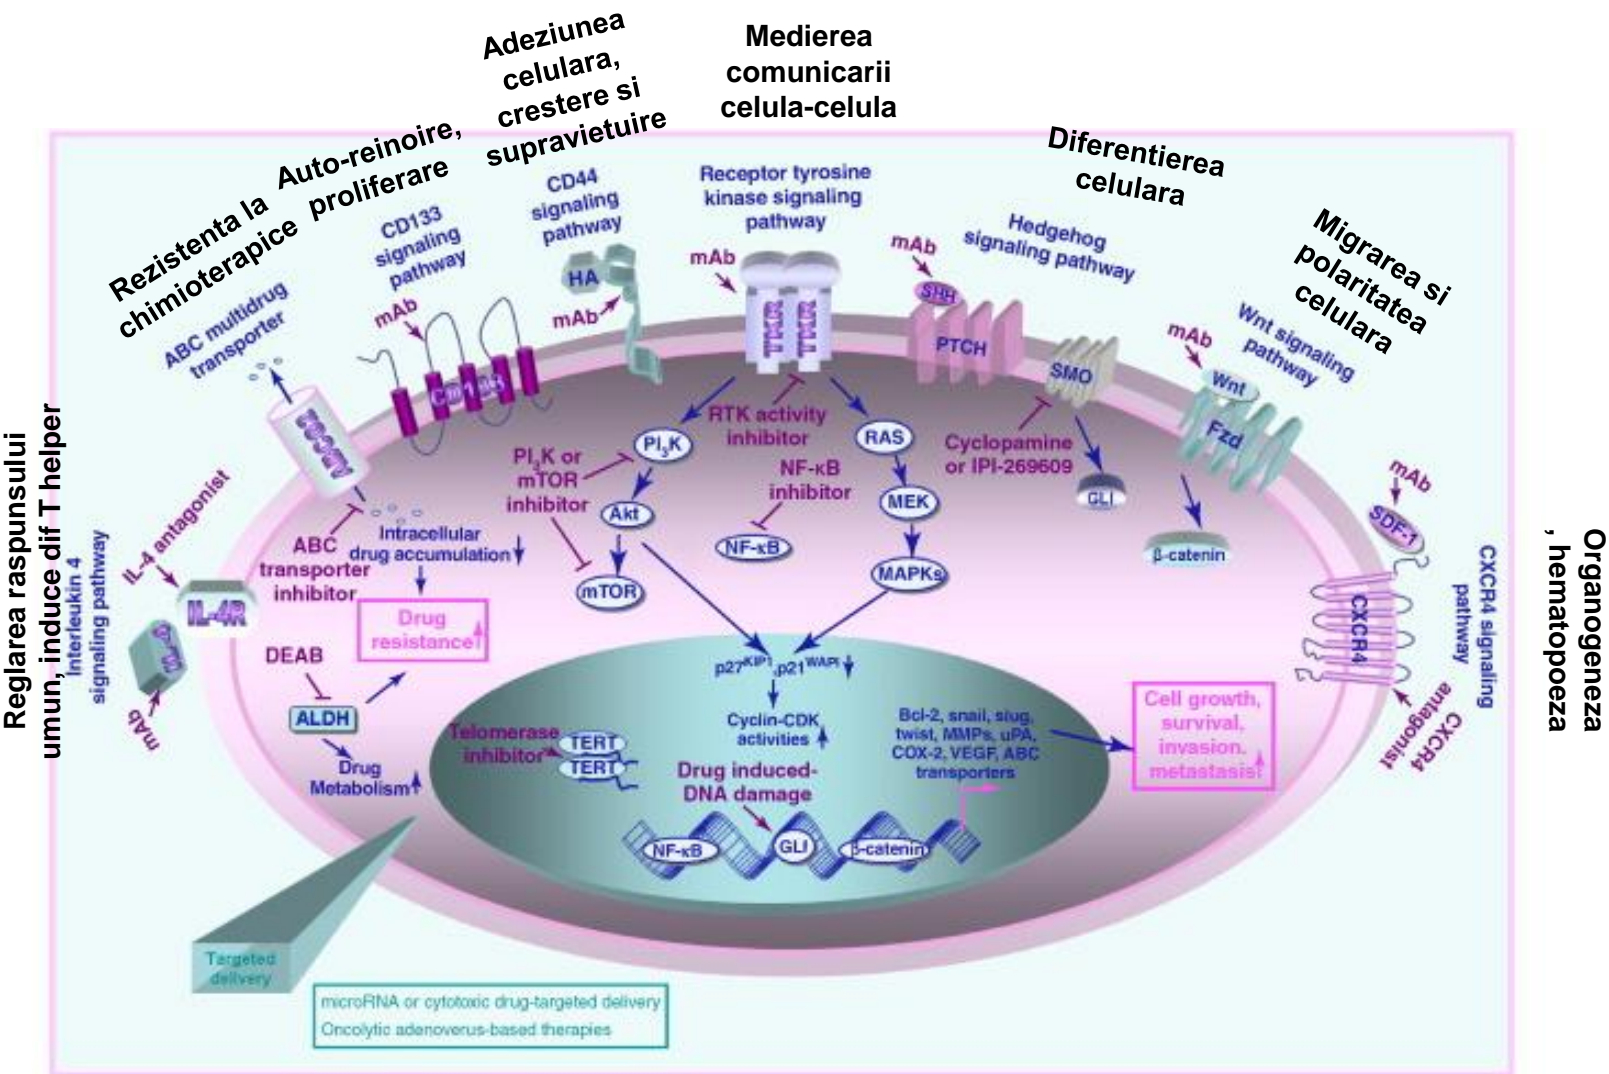 Adeziunea
celulara,
crestere si
supravietuire
Medierea
comunicarii
celula-celula
Auto-reinoire,
proliferare
Rezistenta la
chimioterapice
Diferentierea
celulara
Migrarea si
polaritatea
celulara
Reglarea raspunsului
umun, induce dif T helper
Organogeneza
, hematopoeza
ABC multidrug
transporter
CD133
signaling
pathway
mAb
CD133
CD44
signaling
pathway
HA
mAb
Receptor tyrosine
kinase signaling
pathway
mAb
TKR
TKR
mAb
SHH
PTCH
Hedgehog
signaling pathway
SMO
Wnt signaling
pathway
mAb
Wnt
Fzd
mAb
SDF-1
CXCR4
CXCR4 signaling
pathway
CXCR4
antagonist
ABCG2
IL-4 antagonist
Interleukin 4
signaling pathway
IL-4R
IL-4
mAb
ABC
transporter
inhibitor
Intracellular
drug accumulation
Drug
resistance
DEAB
ALDH
Drug
Metabolism
PI3K or
mTOR
inhibitor
PI3K
Akt
mTOR
RTK activity
inhibitor
NF-κB
inhibitor
NF-κB
RAS
MEK
MAPKs
Cyclopamine
or IPI-269609
GLI
β-catenin
p27KIP1,p21WAPI
Cyclin-CDK
activities
Telomerase
inhibitor
TERT
TERT
Drug induced-
DNA damage
Bcl-2, snail, slug,
twist, MMPs, uPA,
COX-2, VEGF, ABC
transporters
NF-κB
GLI
β-catenin
Cell growth,
survival,
invasion,
metastasis
Targeted
delivery
microRNA or cytotoxic drug-targeted delivery
Oncolytic adenoverus-based therapies